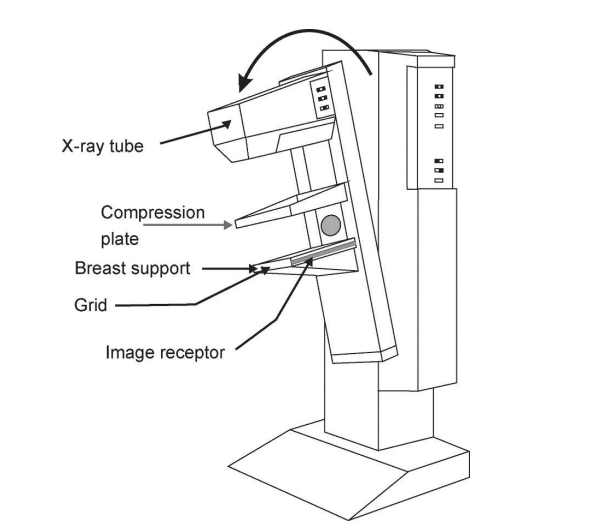 X-ray tube
Compression
plate
Breast support
Grid
Image receptor